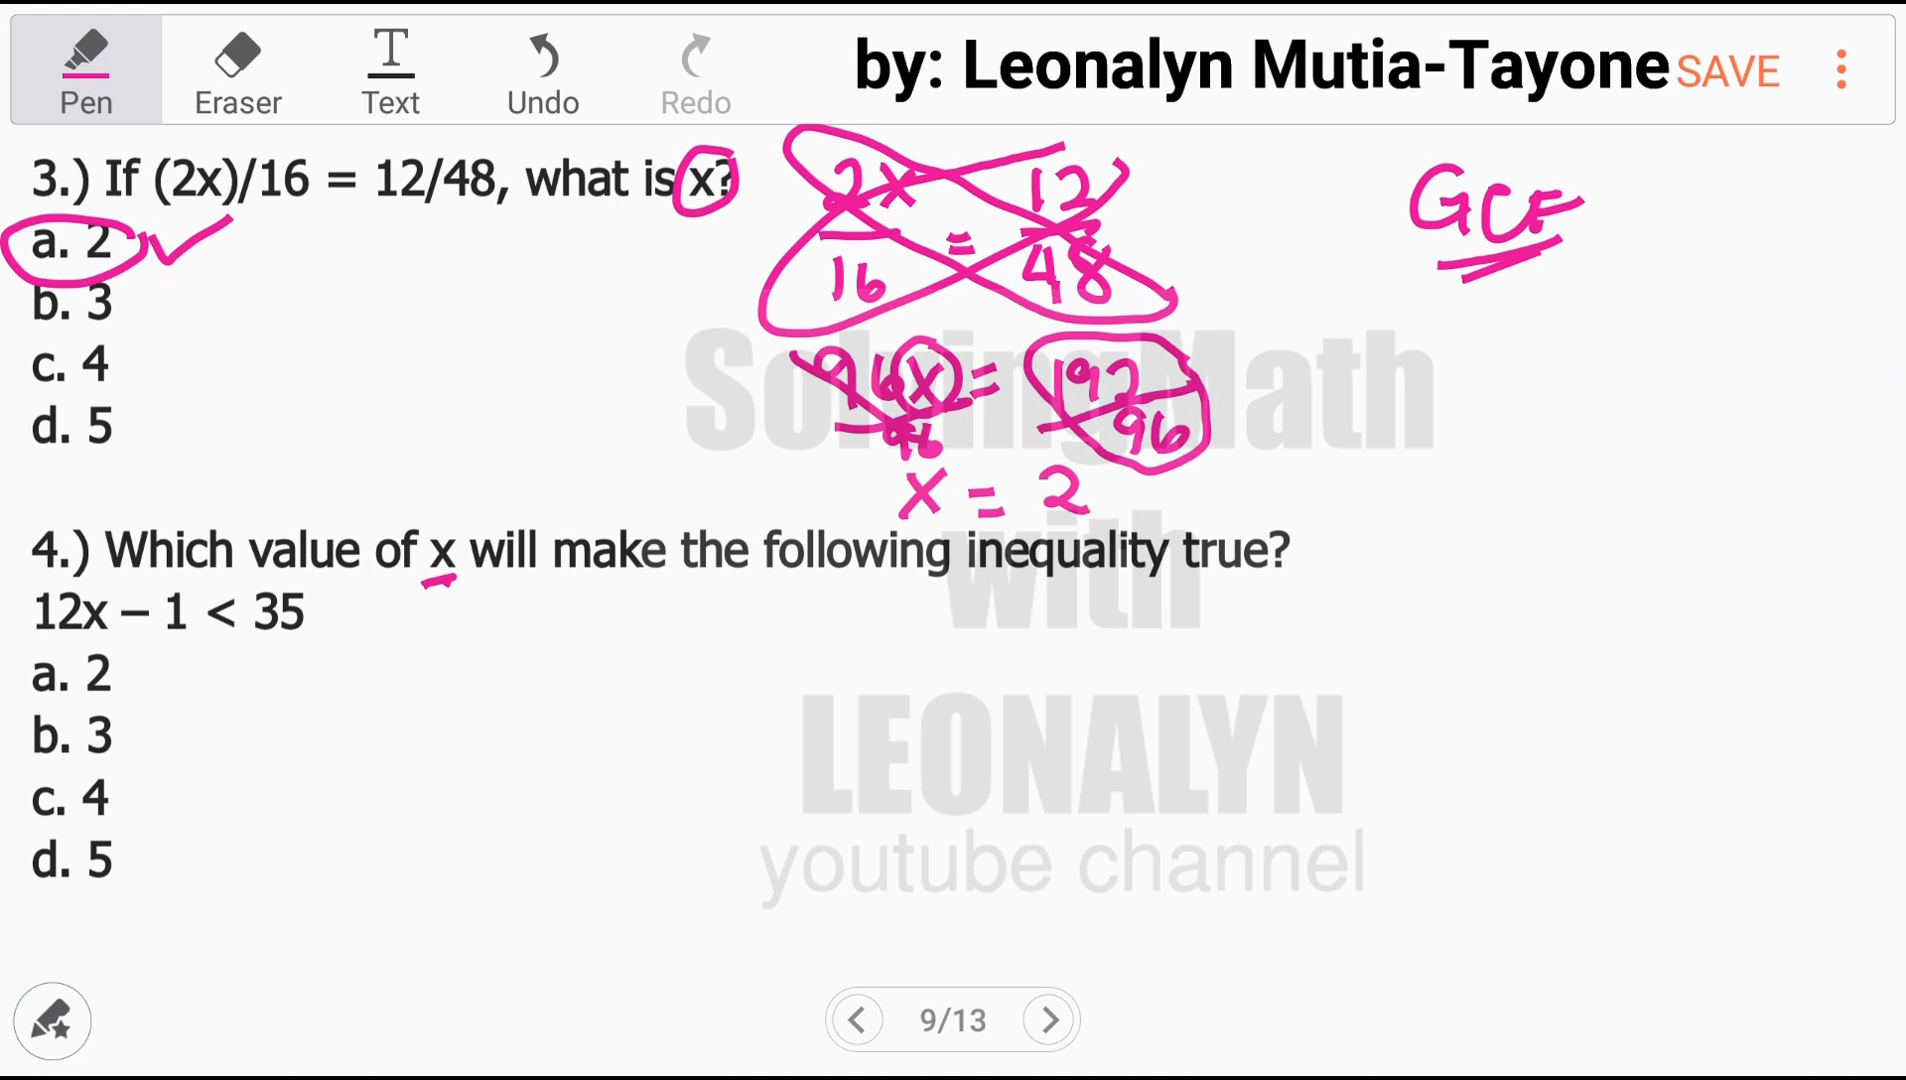 Pen
Eraser
Text
Undo
Redo
by: Leonalyn Mutia-Tayone
SAVE
3.) If (2x)/16 = 12/48, what is x?
a. 2
b. 3
c. 4
d. 5
2x = 12
16 48
96x = 192
96 96
x = 2
GCF
4.) Which value of x will make the following inequality true?
12x – 1 < 35
a. 2
b. 3
c. 4
d. 5
SolvingMath
with
LEONALYN
youtube channel
9/13